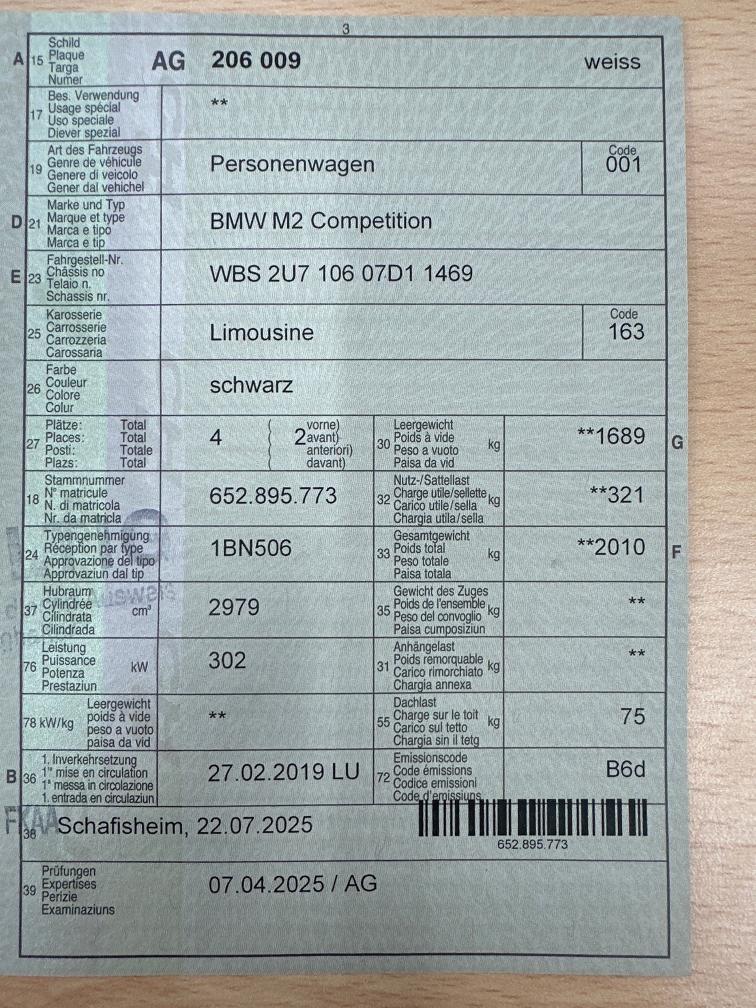 3
A 15 Schild Plaque Targa Numer AG 206 009 weiss
17 Bes. Verwendung Usage spécial Uso speciale Diever spezial **
19 Art des Fahrzeugs Genre de véhicule Genere di veicolo Gener dal vehichel Personenwagen Code 001
D 21 Marke und Typ Marque et type Marca e tipo Marca e tip BMW M2 Competition
E 23 Fahrgestell-Nr. Châssis no Telaio n. Schassis nr. WBS 2U7 106 07D1 1469
25 Karosserie Carrosserie Carrozzeria Carossaria Limousine Code 163
26 Farbe Couleur Colore Colur schwarz
27 Plätze: Total Places: Total Posti: Totale Plazs: Total 4 ( 2 vorne) avant) anteriori) davant) 30 Leergewicht Poids à vide Peso a vuoto Paisa da vid kg **1689 G
18 Stammnummer N° matricule N. di matricola Nr. da matricla 652.895.773 32 Nutz-/Sattellast Charge utile/sellette Carico utile/sella Chargia utila/sella kg **321
24 Typengenehmigung Réception par type Approvazione del tipo Approvaziun dal tip 1BN506 33 Gesamtgewicht Poids total Peso totale Paisa totala kg **2010 F
37 Hubraum Cylindrée Cilindrata Cilindrada cm³ 2979 35 Gewicht des Zuges Poids de l'ensemble Peso del convoglio Paisa cumposiziun kg **
76 Leistung Puissance Potenza Prestaziun kW 302 31 Anhängelast Poids remorquable Carico rimorchiato Chargia annexa kg **
78 kW/kg Leergewicht poids à vide peso a vuoto paisa da vid ** 55 Dachlast Charge sur le toit Carico sul tetto Chargia sin il tetg kg 75
B 36 1. Inverkehrsetzung 1re mise en circulation 1a messa in circolazione 1. entrada en circulaziun 27.02.2019 LU 72 Emissionscode Code émissions Codice emissioni Code d'emissiuns B6d
38 Schafisheim, 22.07.2025
652.895.773
39 Prüfungen Expertises Perizie Examinaziuns 07.04.2025 / AG